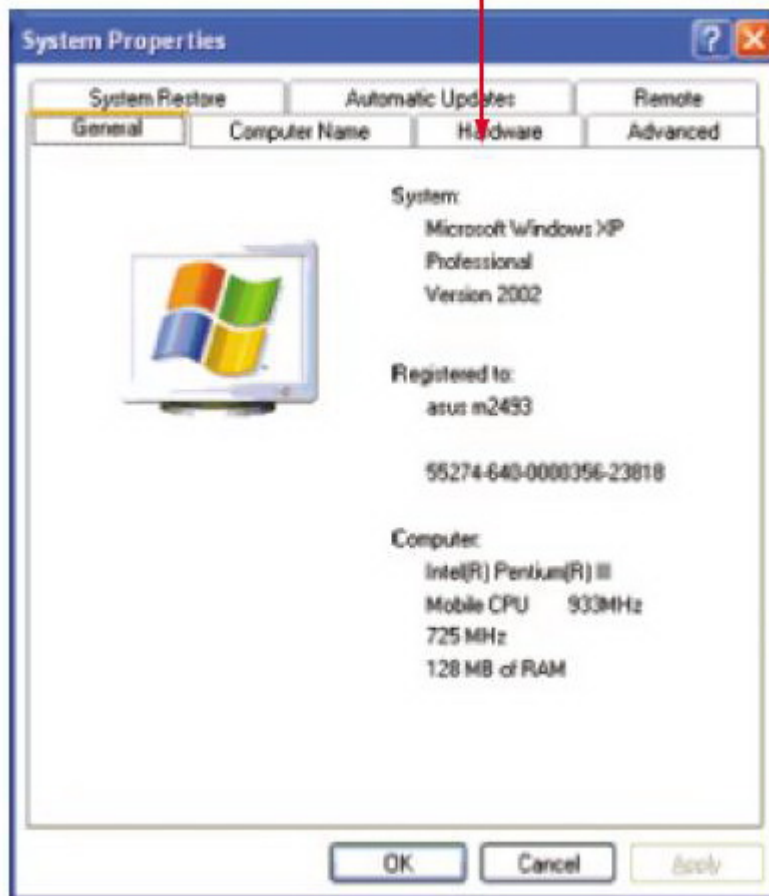 System Properties
System Restore Automatic Updates Remote
General Computer Name Hardware Advanced
System:
Microsoft Windows XP
Professional
Version 2002
Registered to:
asus m2493
55274-640-0000356-23818
Computer:
Intel(R) Pentium(R) III
Mobile CPU 933MHz
725 MHz
128 MB of RAM
OK Cancel Apply